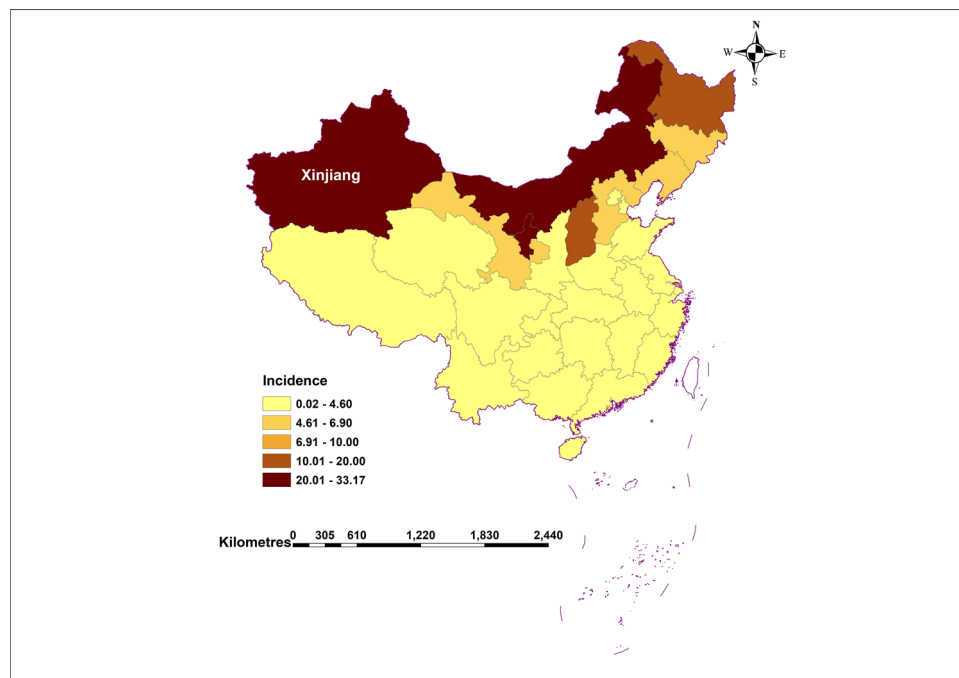 N
W E
S
Xinjiang
Incidence
0.02 - 4.60
4.61 - 6.90
6.91 - 10.00
10.01 - 20.00
20.01 - 33.17
Kilometres 0 305 610 1,220 1,830 2,440